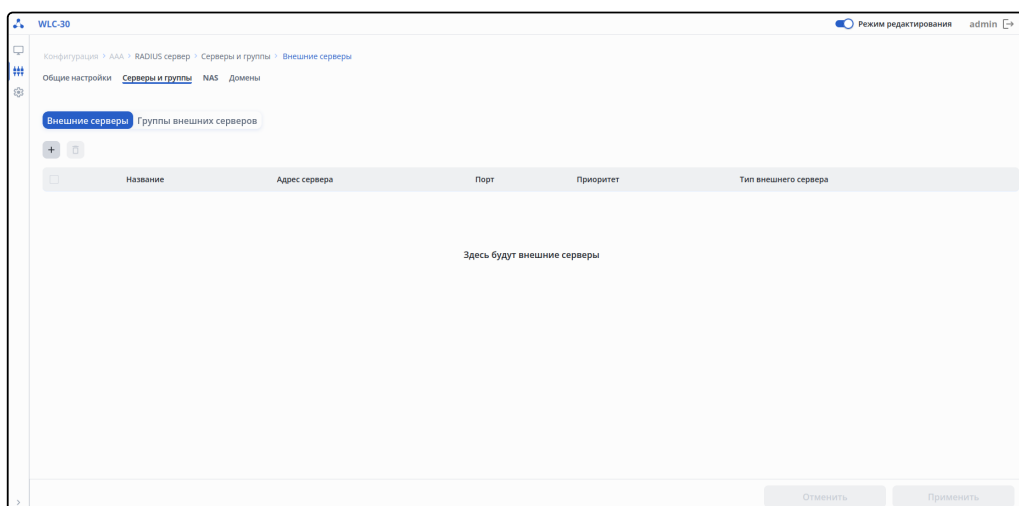 WLC-30
Режим редактирования admin
Конфигурация > AAA > RADIUS сервер > Серверы и группы > Внешние серверы
Общие настройки Серверы и группы NAS Домены
Внешние серверы Группы внешних серверов
Название Адрес сервера Порт Приоритет Тип внешнего сервера
Здесь будут внешние серверы
Отменить Применить